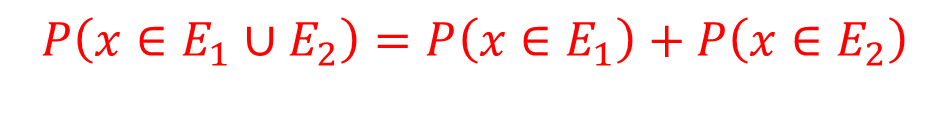 P(x ∈ E₁ ∪ E₂) = P(x ∈ E₁) + P(x ∈ E₂)